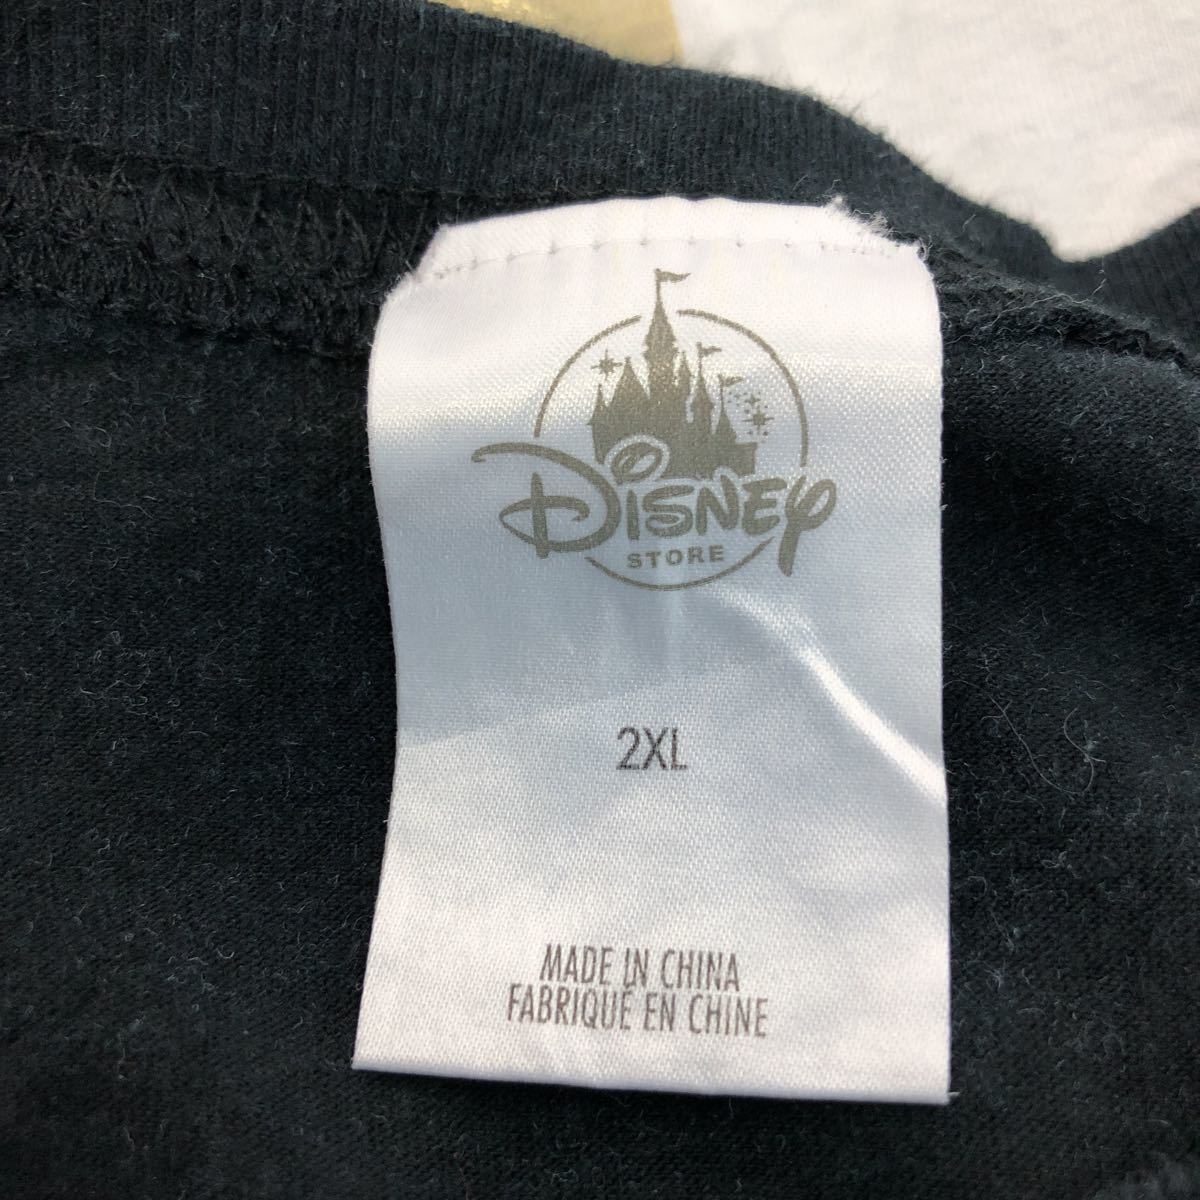 Disney
STORE
2XL
MADE IN CHINA
FABRIQUÉ EN CHINE